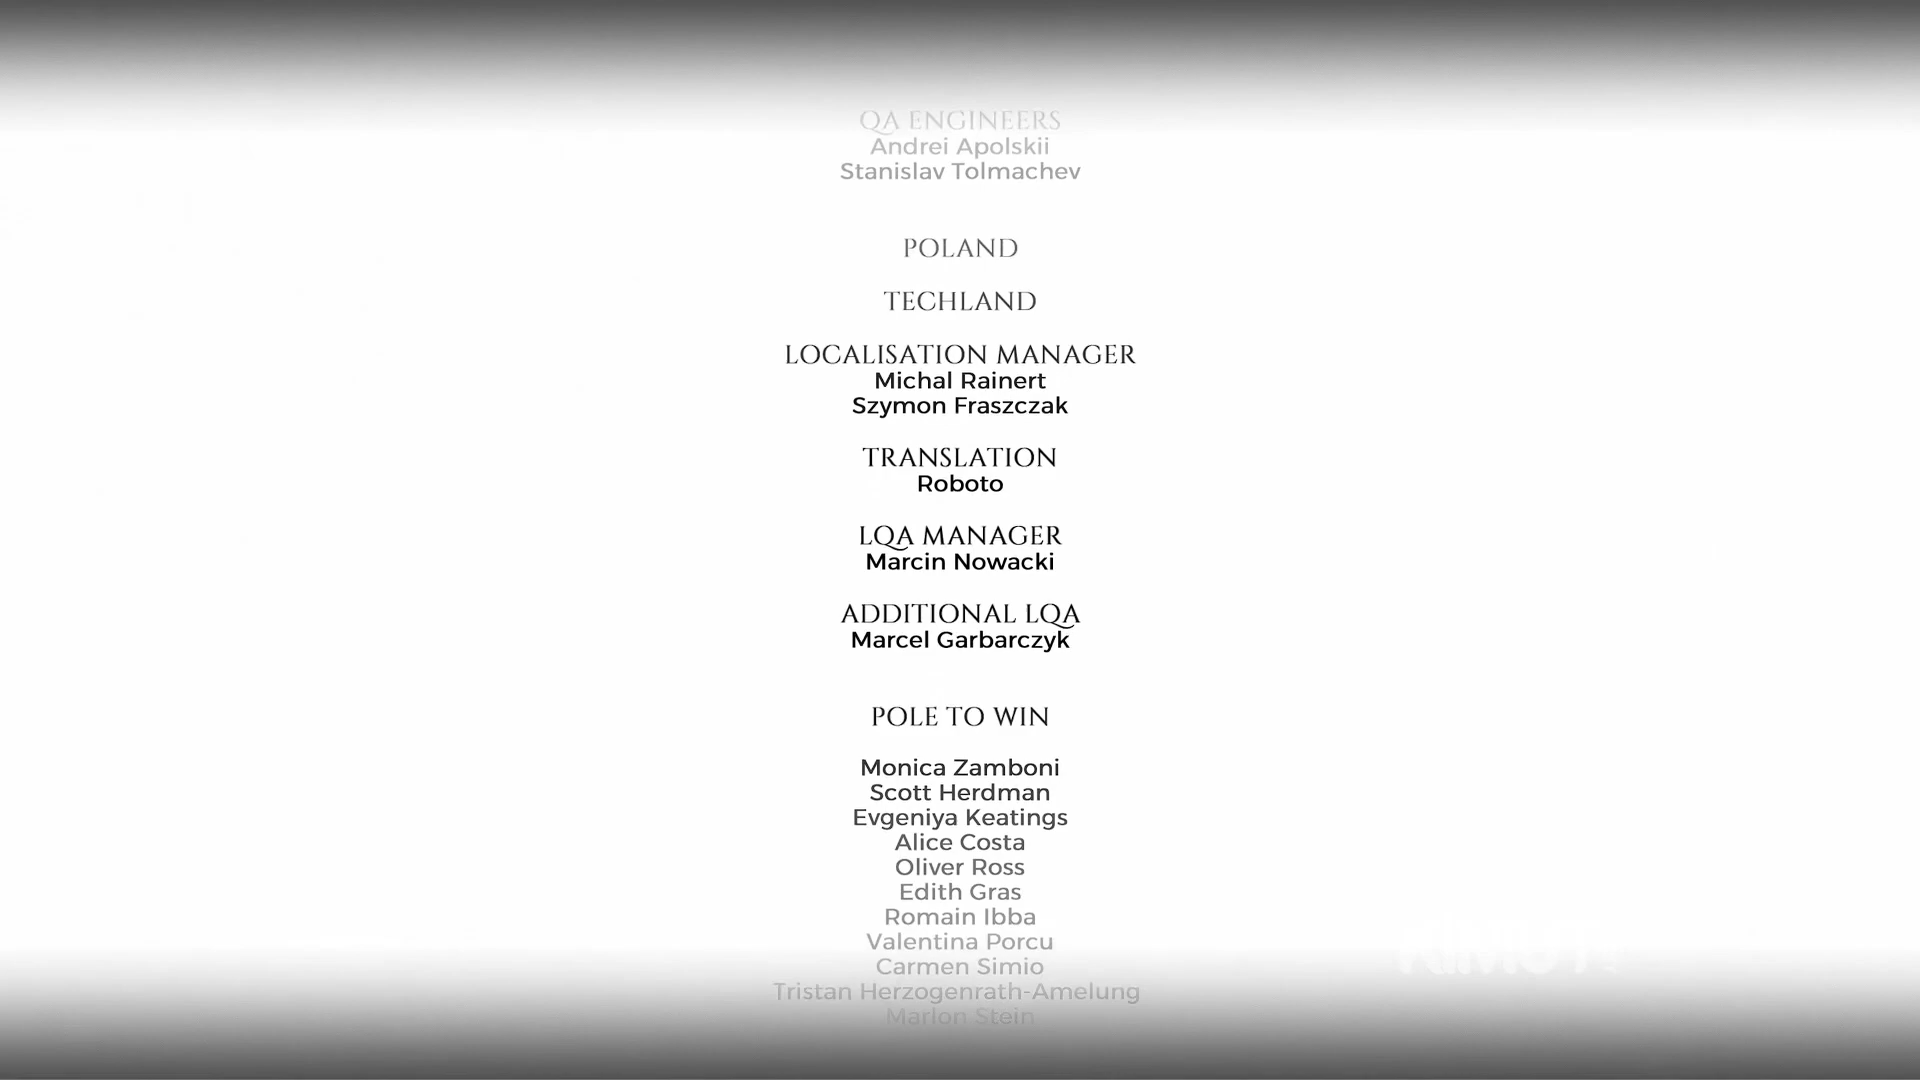 QA ENGINEERS
Andrei Apolskii
Stanislav Tolmachev
POLAND
TECHLAND
LOCALISATION MANAGER
Michal Rainert
Szymon Fraszczak
TRANSLATION
Roboto
LQA MANAGER
Marcin Nowacki
ADDITIONAL LQA
Marcel Garbarczyk
POLE TO WIN
Monica Zamboni
Scott Herdman
Evgeniya Keatings
Alice Costa
Oliver Ross
Edith Gras
Romain Ibba
Valentina Porcu
Carmen Simio
Tristan Herzogenrath-Amelung
Marlon Stein